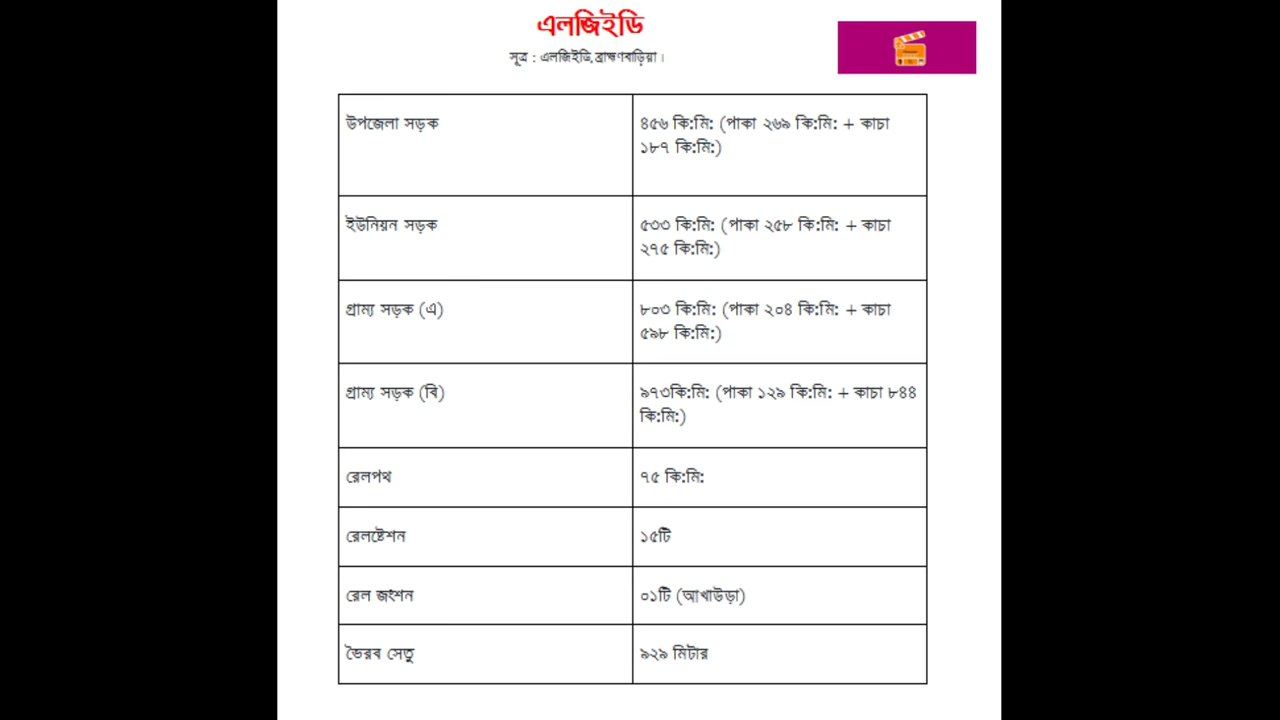 এলজিইডি
সূত্র : এলজিইডি,ব্রাহ্মণবাড়িয়া।
উপজেলা সড়ক
৪৫৬ কি:মি: (পাকা ২৬৯ কি:মি: + কাচা
১৮৭ কি:মি:)
ইউনিয়ন সড়ক
৫৩৩ কি:মি: (পাকা ২৫৮ কি:মি: + কাচা
২৭৫ কি:মি:)
গ্রাম্য সড়ক (এ)
৮০৩ কি:মি: (পাকা ২০৪ কি:মি: + কাচা
৫৯৮ কি:মি:)
গ্রাম্য সড়ক (বি)
৯৭৩কি:মি: (পাকা ১২৯ কি:মি: + কাচা ৮৪৪
কি:মি:)
রেলপথ
৭৫ কি:মি:
রেলষ্টেশন
১৫টি
রেল জংশন
০১টি (আখাউড়া)
ভৈরব সেতু
৯২৯ মিটার